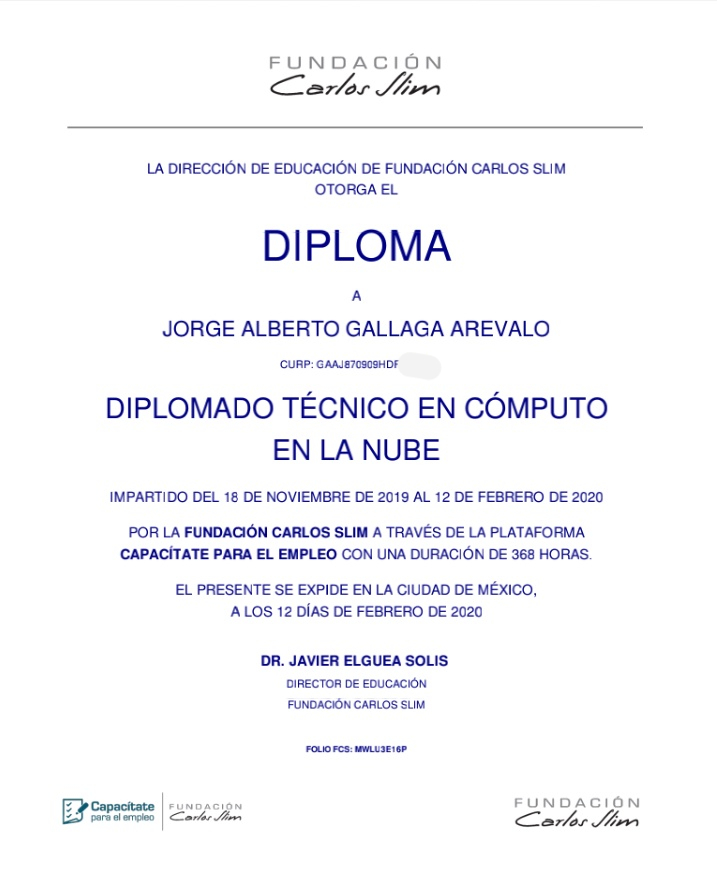 FUNDACIÓN
Carlos Slim
LA DIRECCIÓN DE EDUCACIÓN DE FUNDACIÓN CARLOS SLIM
OTORGA EL
DIPLOMA
A
JORGE ALBERTO GALLAGA AREVALO
CURP: GAAJ870909HDF
DIPLOMADO TÉCNICO EN CÓMPUTO
EN LA NUBE
IMPARTIDO DEL 18 DE NOVIEMBRE DE 2019 AL 12 DE FEBRERO DE 2020
POR LA FUNDACIÓN CARLOS SLIM A TRAVÉS DE LA PLATAFORMA
CAPACÍTATE PARA EL EMPLEO CON UNA DURACIÓN DE 368 HORAS.
EL PRESENTE SE EXPIDE EN LA CIUDAD DE MÉXICO,
A LOS 12 DÍAS DE FEBRERO DE 2020
DR. JAVIER ELGUEA SOLIS
DIRECTOR DE EDUCACIÓN
FUNDACIÓN CARLOS SLIM
FOLIO FCS: MWLU3E16P
Capacítate
para el empleo
FUNDACIÓN
Carlos Slim
FUNDACIÓN
Carlos Slim